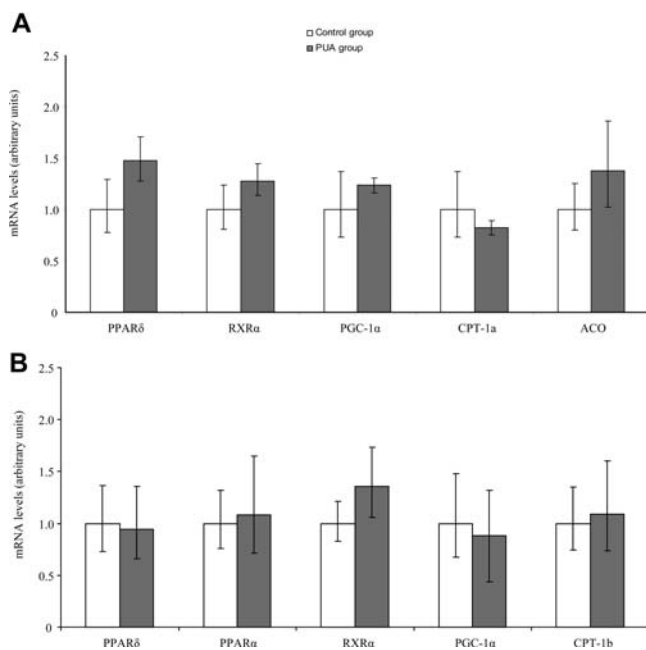 A
Control group
PUA group
mRNA levels (arbitrary units)
2.5
2.0
1.5
1.0
0.5
0
PPARδ RXRα PGC-1α CPT-1a ACO
B
mRNA levels (arbitrary units)
2.5
2.0
1.5
1.0
0.5
0
PPARδ PPARα RXRα PGC-1α CPT-1b